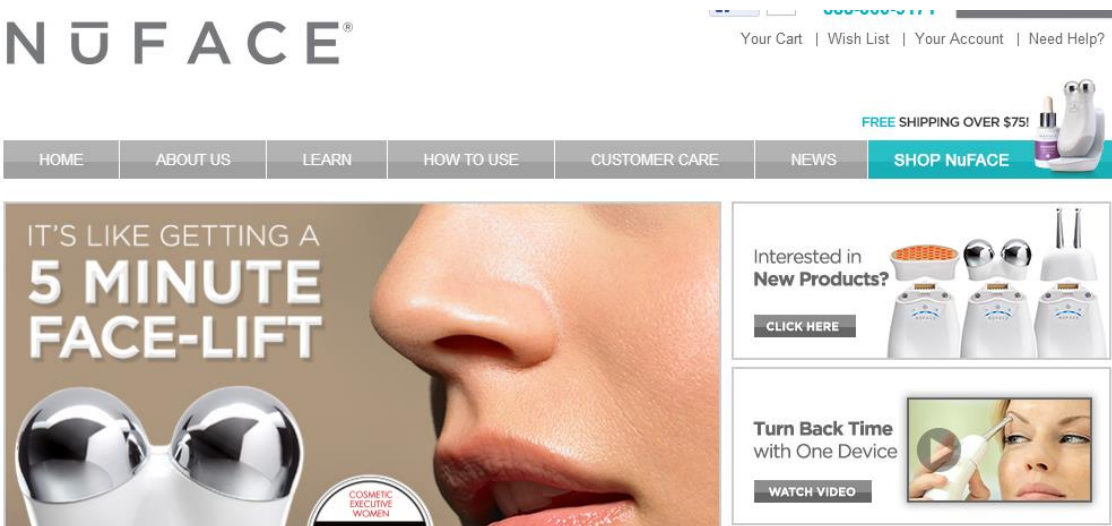 NūFACE®
Your Cart | Wish List | Your Account | Need Help?
FREE SHIPPING OVER $75!
HOME
ABOUT US
LEARN
HOW TO USE
CUSTOMER CARE
NEWS
SHOP NuFACE
IT'S LIKE GETTING A
5 MINUTE
FACE-LIFT
COSMETIC
EXECUTIVE
WOMEN
Interested in
New Products?
CLICK HERE
Turn Back Time
with One Device
WATCH VIDEO